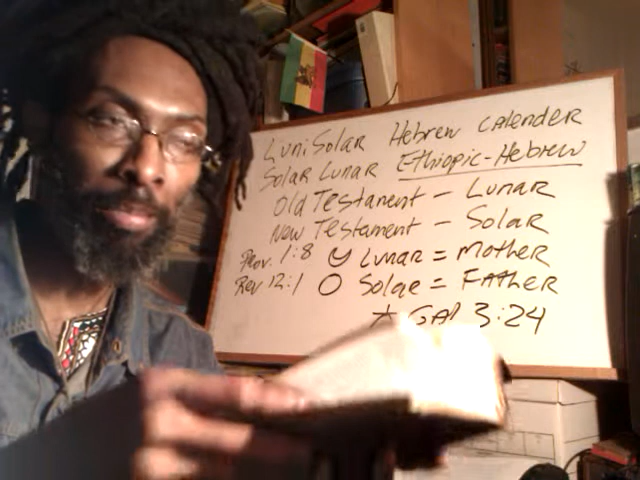 LuniSolar Hebrew Calender
Solar Lunar Ethiopic-Hebrew
Old Testament - Lunar
New Testament - Solar
Prov. 1:8 Lunar = Mother
Rev 12:1 Solar = Father
Gal 3:24